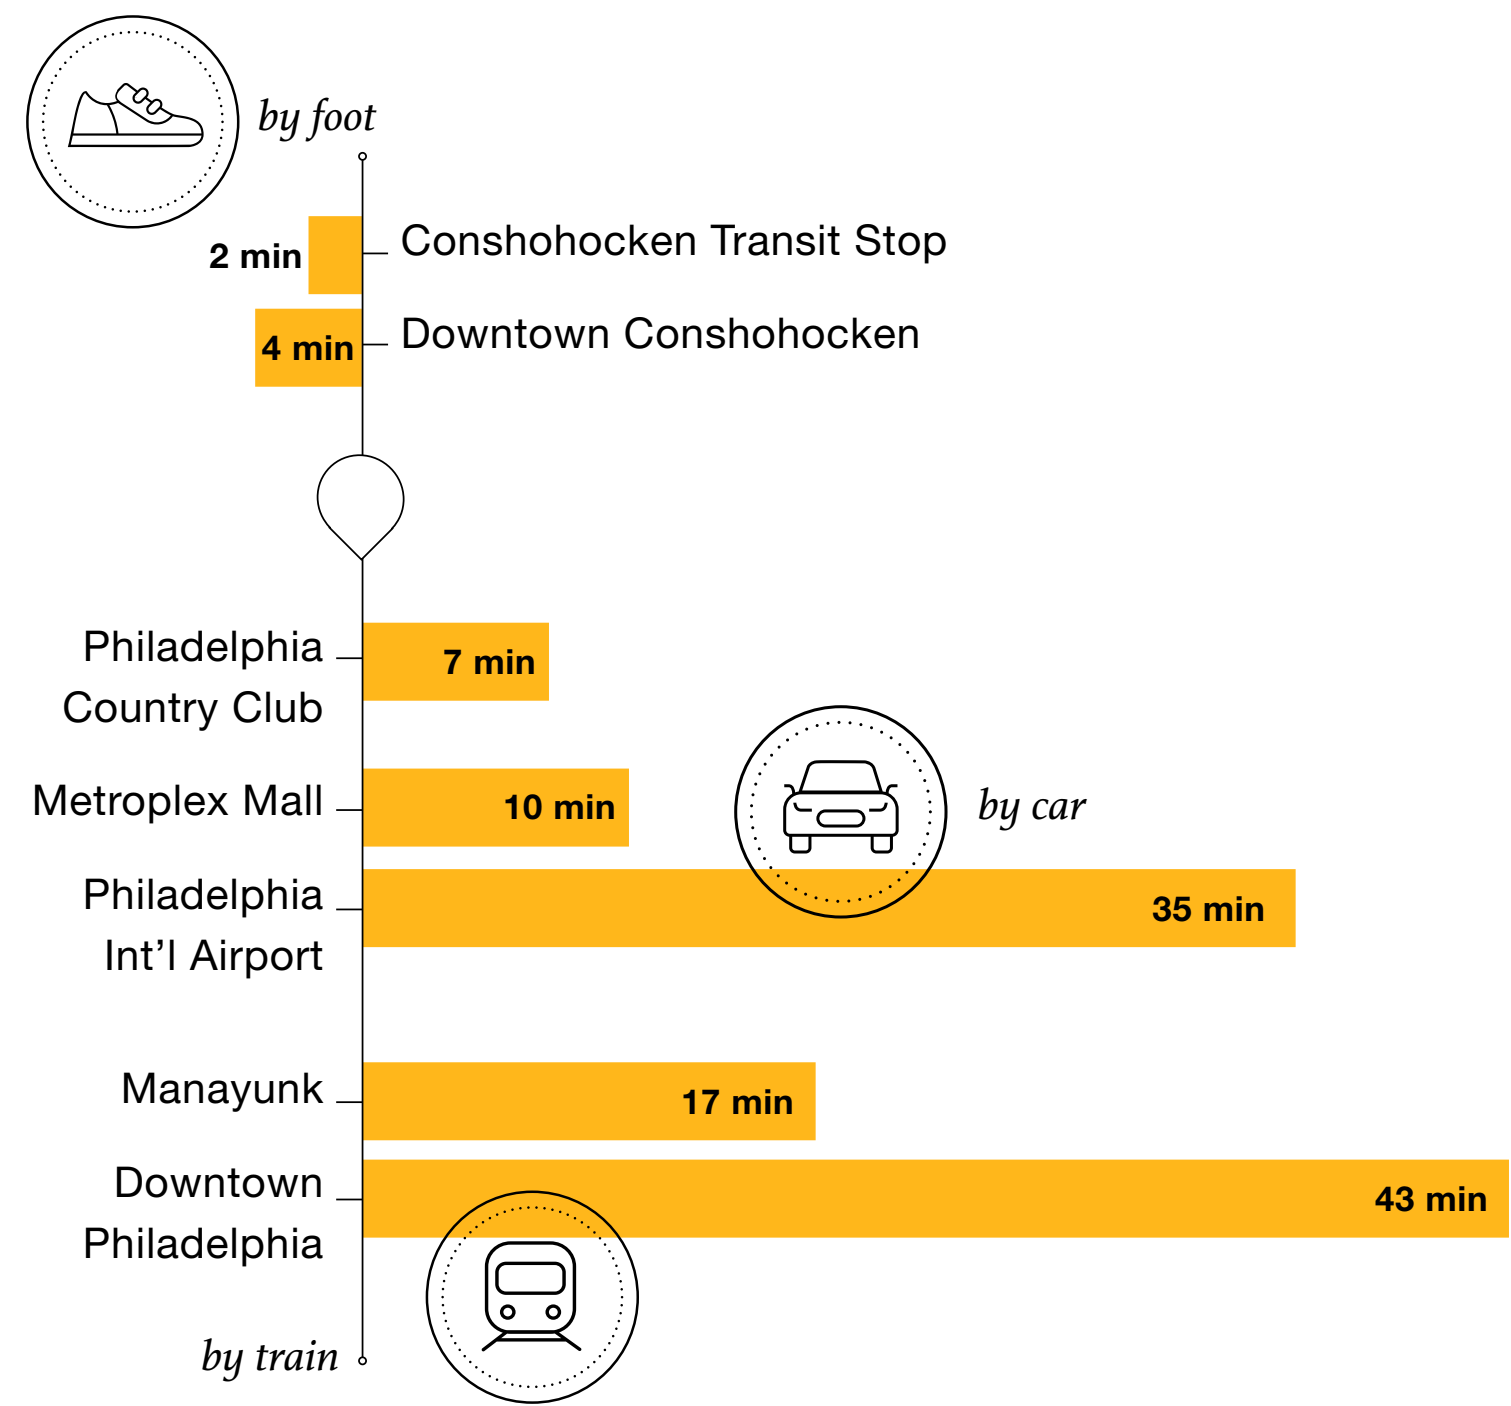 by foot
2 min
Conshohocken Transit Stop
4 min
Downtown Conshohocken
Philadelphia
Country Club
7 min
Metroplex Mall
10 min
by car
Philadelphia
Int’l Airport
35 min
Manayunk
17 min
Downtown
Philadelphia
43 min
by train